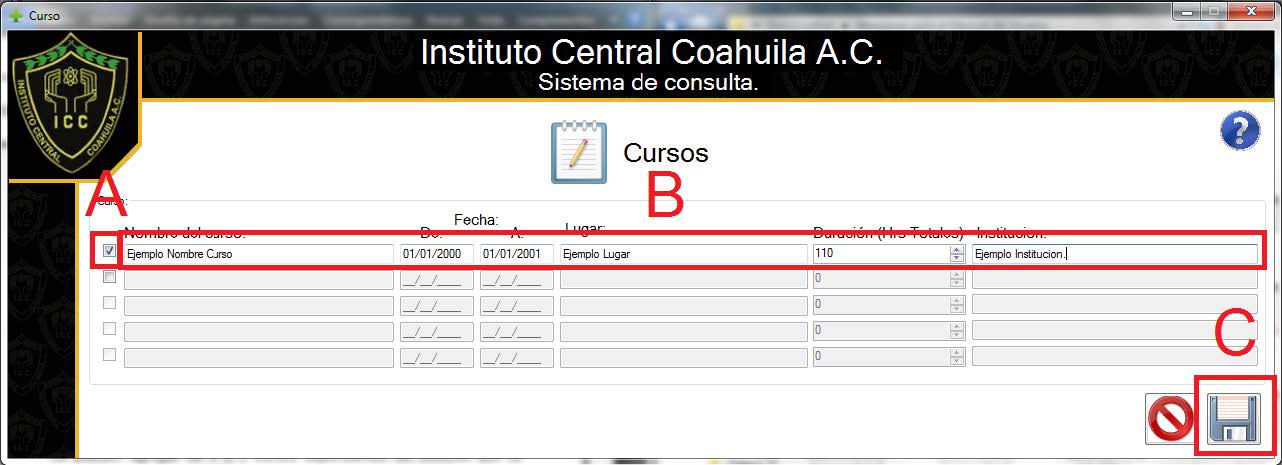 Curso
Instituto Central Coahuila A.C.
Sistema de consulta.
INSTITUTO CENTRAL COAHUILA A.C.
ICC
?
Cursos
A
B
Curso:
Fecha:
Nombre del curso: De: A: Lugar: Duración (Hrs Totales) Institucion:
Ejemplo Nombre Curso 01/01/2000 01/01/2001 Ejemplo Lugar 110 Ejemplo Institucion.
__/__/____ __/__/____ 0
__/__/____ __/__/____ 0
__/__/____ __/__/____ 0
__/__/____ __/__/____ 0
C